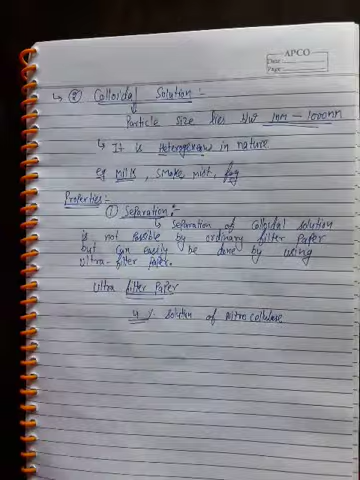 APCO
Date:
Page:
↳ ② Colloidal Solution :-
↓
Particle size lies b/w 1nm – 1000nm
↳ It is Heterogeneous in nature
eg Milk, Smoke mist, fog
Properties :-
① Separation :-
↳ Separation of Colloidal solution
is not possible by ordinary filter paper
but can easily be done by using
Ultra-filter paper.
Ultra filter Paper
4 % Solution of Nitrocellulose